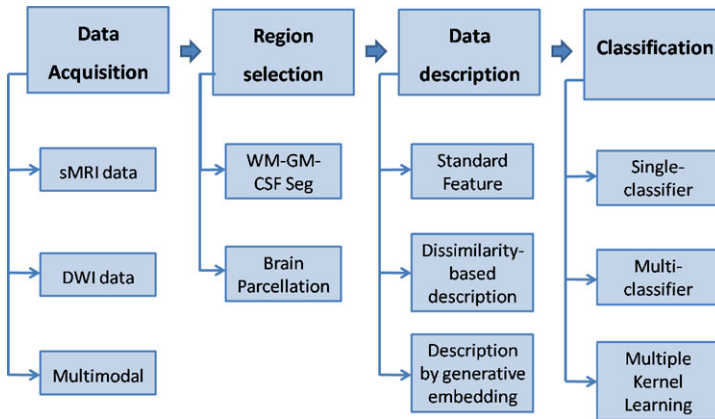 Data
Acquisition
Region
selection
Data
description
Classification
sMRI data
DWI data
Multimodal
WM-GM-
CSF Seg
Brain
Parcellation
Standard
Feature
Dissimilarity-
based
description
Description
by generative
embedding
Single-
classifier
Multi-
classifier
Multiple
Kernel
Learning